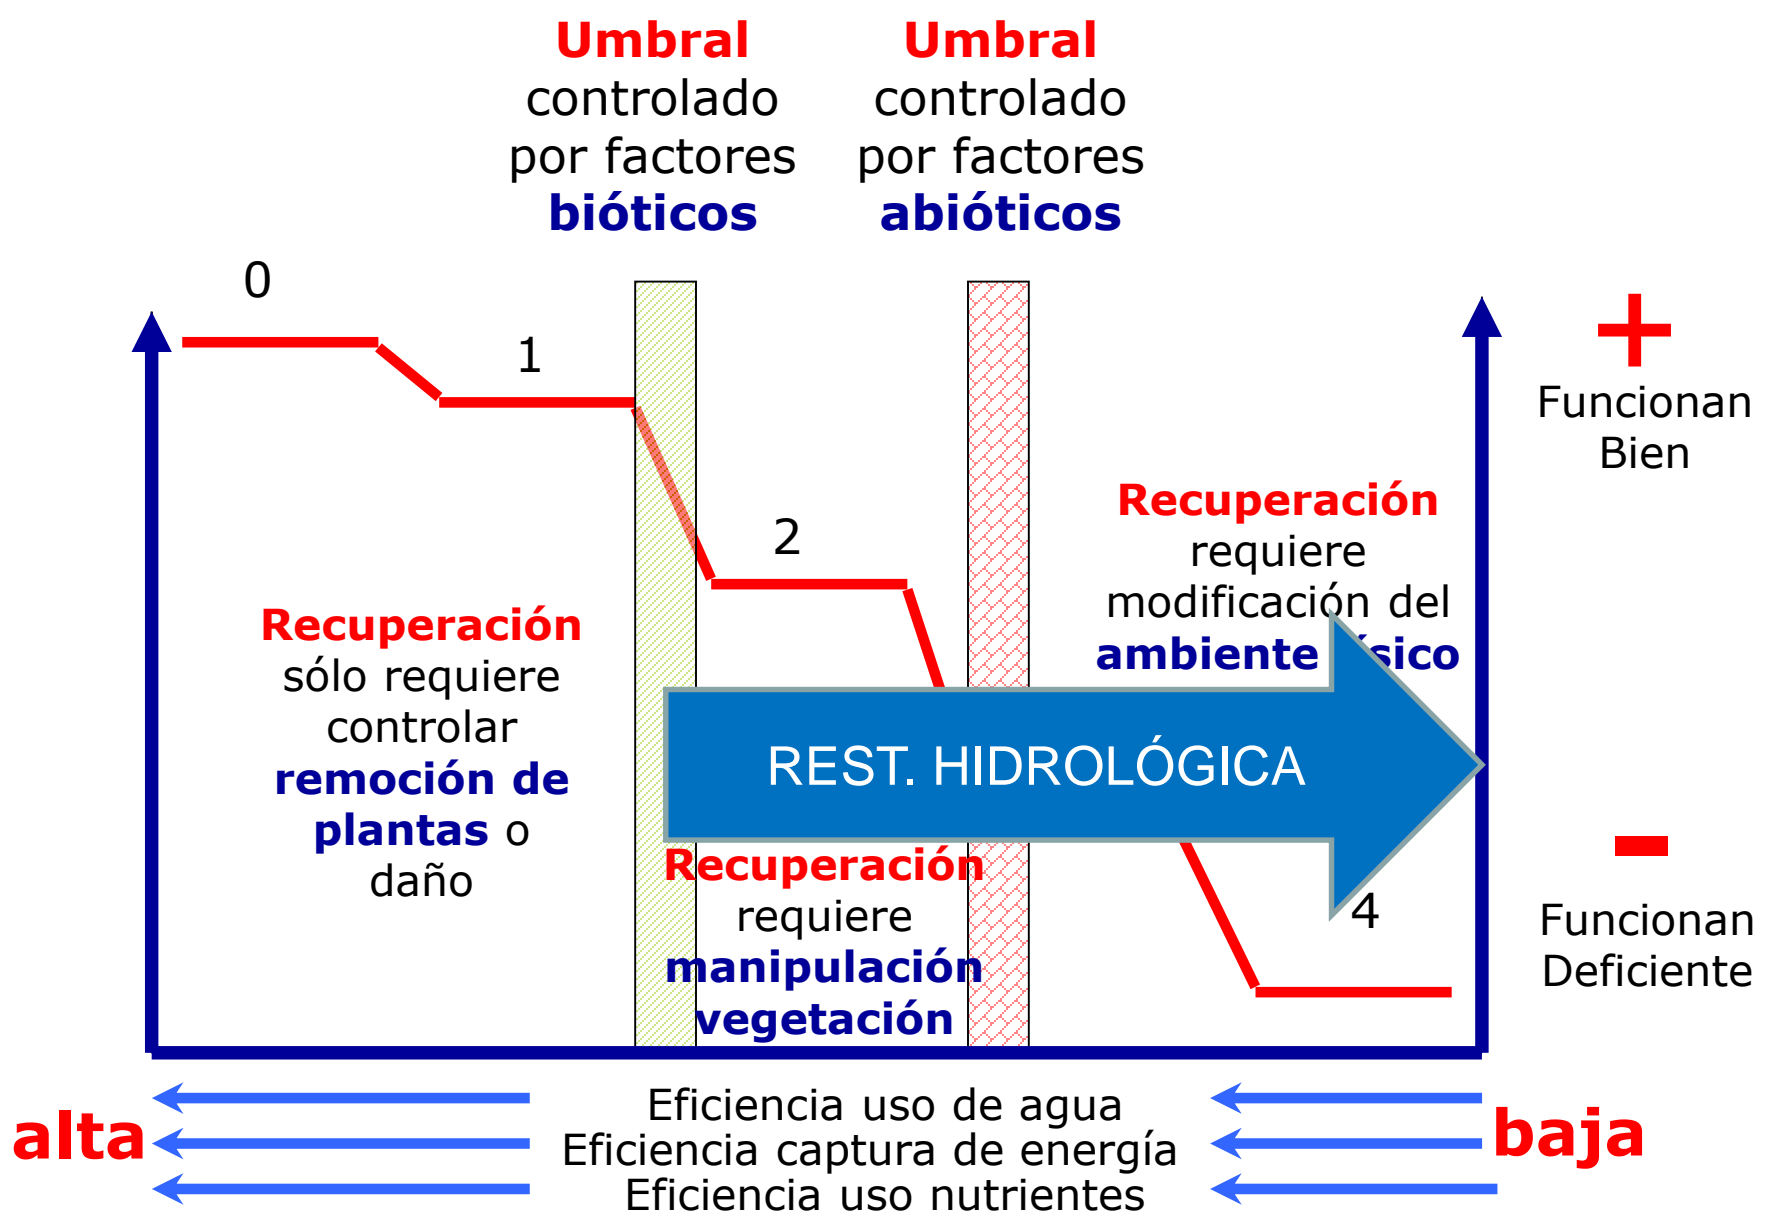 Umbral
controlado
por factores
bióticos
Umbral
controlado
por factores
abióticos
0
1
2
4
+
Funcionan
Bien
-
Funcionan
Deficiente
Recuperación
sólo requiere
controlar
remoción de
plantas o
daño
Recuperación
requiere
modificación del
ambiente
REST. HIDROLÓGICA
Recuperación
requiere
manipulación
vegetación
alta
baja
Eficiencia uso de agua
Eficiencia captura de energía
Eficiencia uso nutrientes